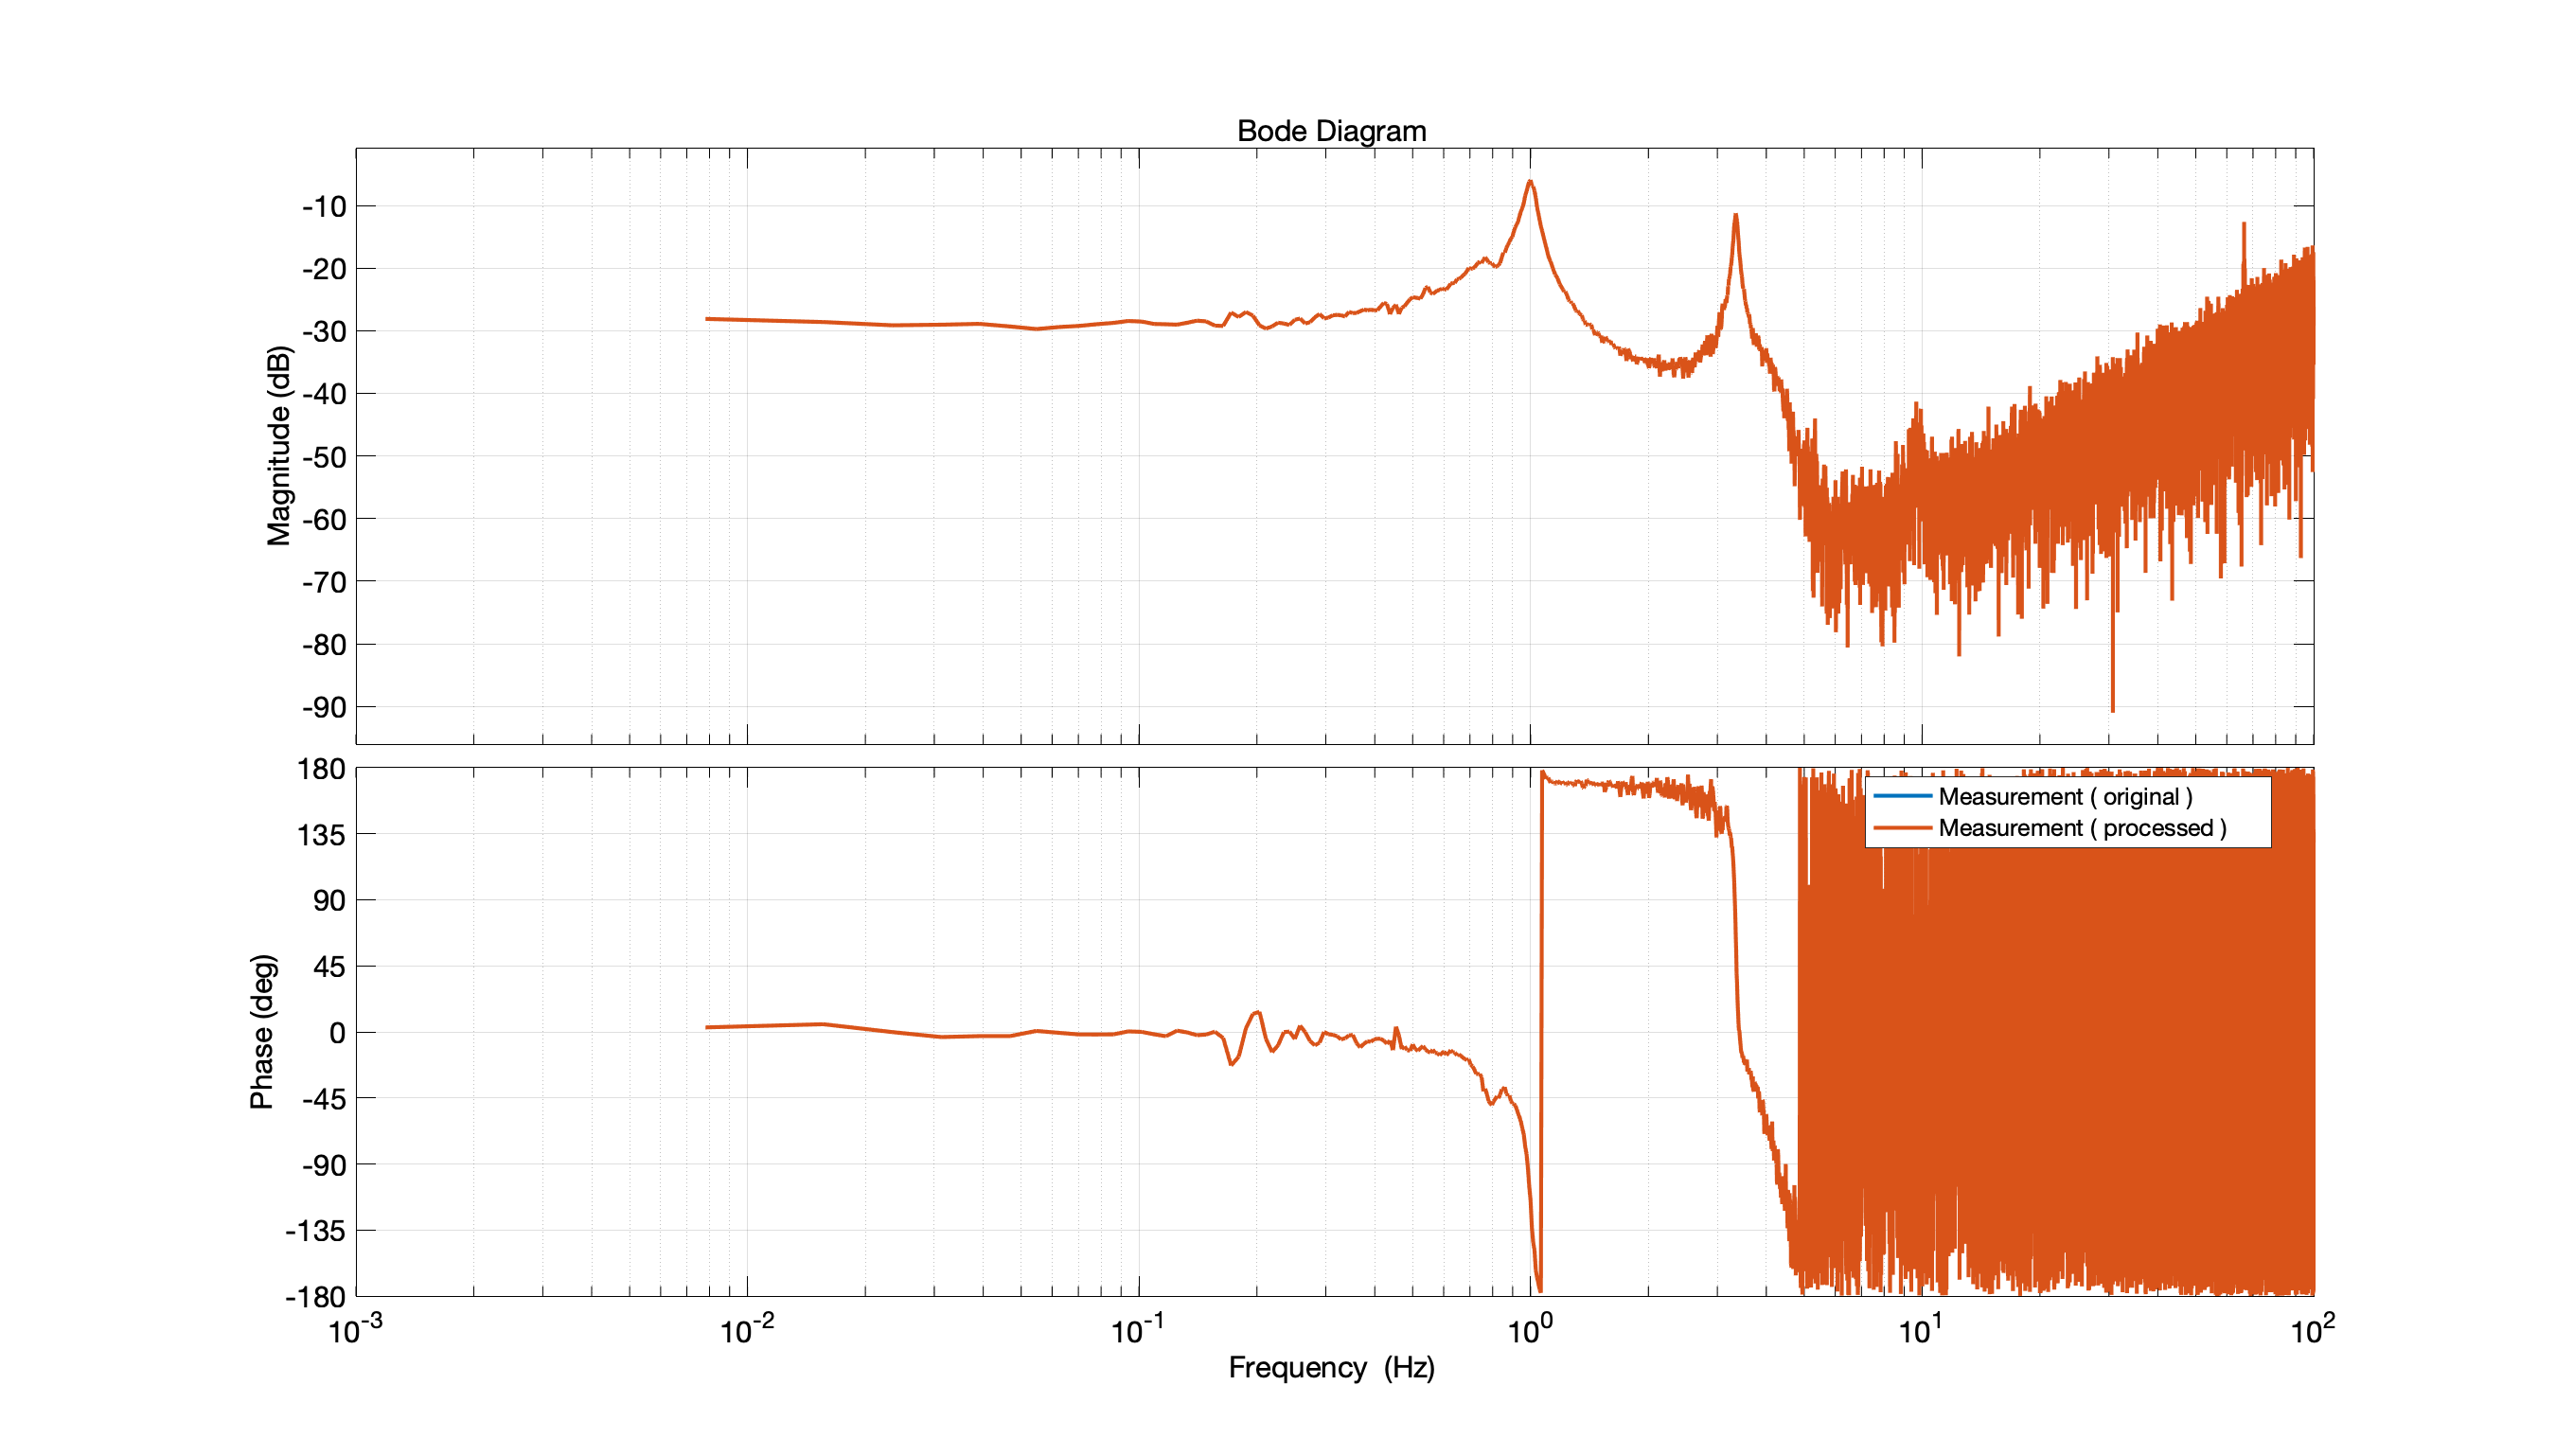 Bode Diagram
Magnitude (dB)
-10
-20
-30
-40
-50
-60
-70
-80
-90
Phase (deg)
180
135
90
45
0
-45
-90
-135
-180
Measurement ( original )
Measurement ( processed )
10^-3 10^-2 10^-1 10^0 10^1 10^2
Frequency (Hz)